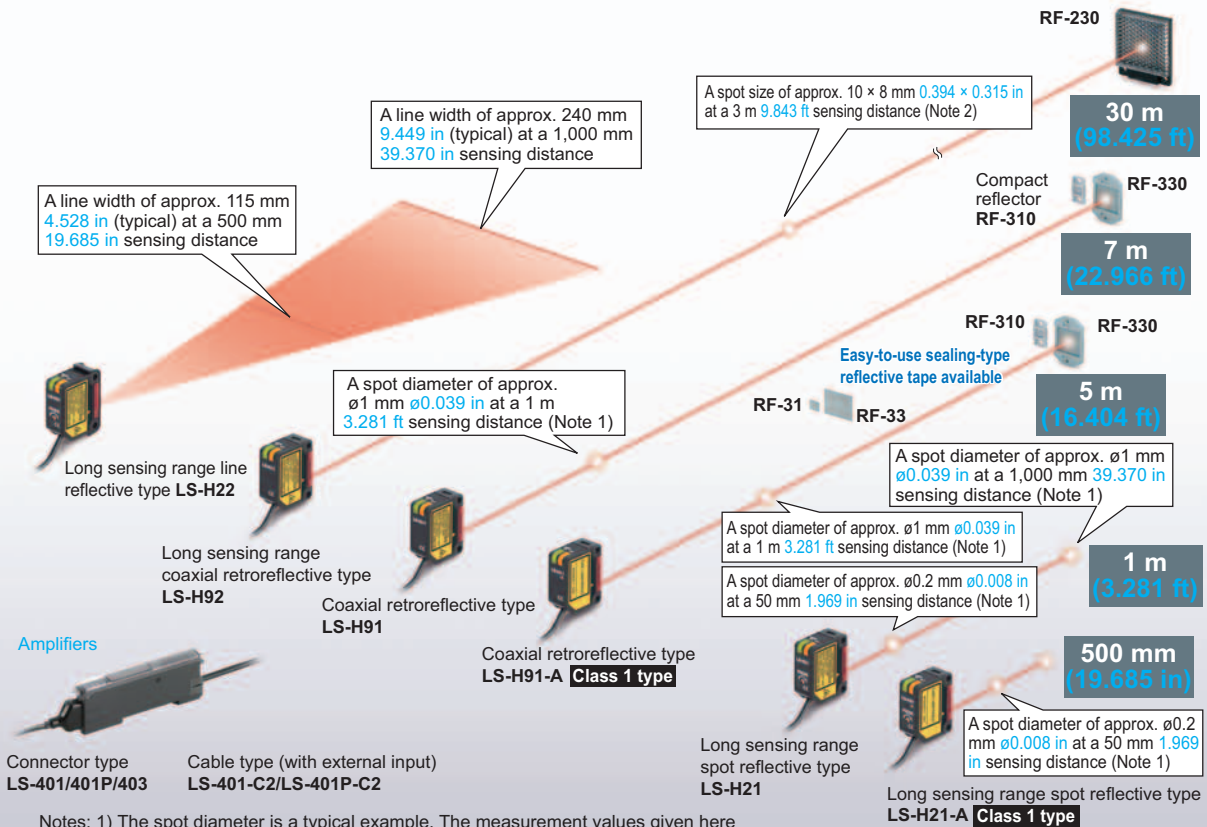 RF-230
A spot size of approx. 10 × 8 mm 0.394 × 0.315 in
at a 3 m 9.843 ft sensing distance (Note 2)
30 m
(98.425 ft)
A line width of approx. 240 mm
9.449 in (typical) at a 1,000 mm
39.370 in sensing distance
A line width of approx. 115 mm
4.528 in (typical) at a 500 mm
19.685 in sensing distance
Compact
reflector
RF-310
RF-330
7 m
(22.966 ft)
RF-310
RF-330
Easy-to-use sealing-type
reflective tape available
RF-31
RF-33
5 m
(16.404 ft)
A spot diameter of approx.
ø1 mm ø0.039 in at a 1 m
3.281 ft sensing distance (Note 1)
A spot diameter of approx. ø1 mm
ø0.039 in at a 1,000 mm 39.370 in
sensing distance (Note 1)
Long sensing range line
reflective type LS-H22
A spot diameter of approx. ø1 mm ø0.039 in
at a 1 m 3.281 ft sensing distance (Note 1)
Long sensing range
coaxial retroreflective type
LS-H92
A spot diameter of approx. ø0.2 mm ø0.008 in
at a 50 mm 1.969 in sensing distance (Note 1)
1 m
(3.281 ft)
Coaxial retroreflective type
LS-H91
Coaxial retroreflective type
LS-H91-A Class 1 type
500 mm
(19.685 in)
Amplifiers
Connector type
LS-401/401P/403
Cable type (with external input)
LS-401-C2/LS-401P-C2
Long sensing range
spot reflective type
LS-H21
A spot diameter of approx. ø0.2
mm ø0.008 in at a 50 mm 1.969
in sensing distance (Note 1)
Long sensing range spot reflective type
LS-H21-A Class 1 type
Notes: 1) The spot diameter is a typical example. The measurement values given here